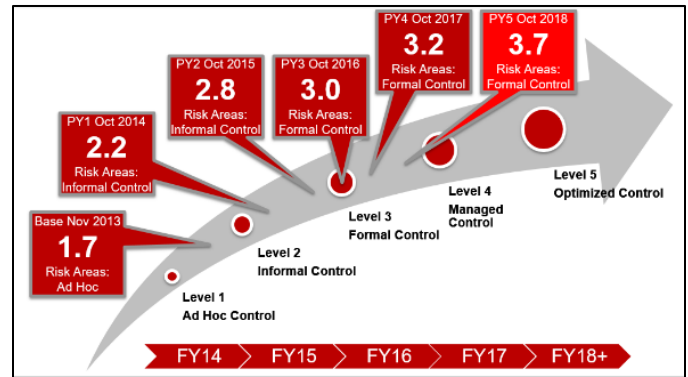 PY4 Oct 2017
3.2
Risk Areas:
Formal Control
PY5 Oct 2018
3.7
Risk Areas:
Formal Control
PY2 Oct 2015
2.8
Risk Areas:
Informal Control
PY3 Oct 2016
3.0
Risk Areas:
Formal Control
PY1 Oct 2014
2.2
Risk Areas:
Informal Control
Base Nov 2013
1.7
Risk Areas:
Ad Hoc
Level 1
Ad Hoc Control
Level 2
Informal Control
Level 3
Formal Control
Level 4
Managed
Control
Level 5
Optimized Control
FY14
FY15
FY16
FY17
FY18+